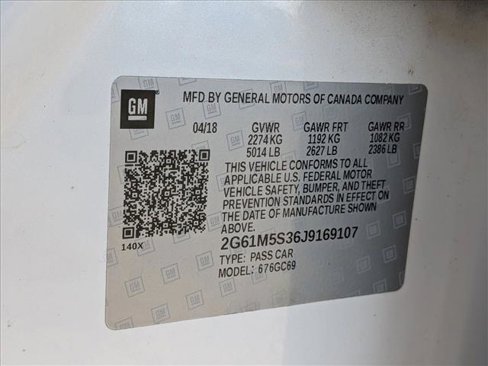 GM
MFD BY GENERAL MOTORS OF CANADA COMPANY
04/18 GVWR GAWR FRT GAWR RR
2274 KG 1192 KG 1082 KG
5014 LB 2627 LB 2386 LB
THIS VEHICLE CONFORMS TO ALL
APPLICABLE U.S. FEDERAL MOTOR
VEHICLE SAFETY, BUMPER, AND THEFT
PREVENTION STANDARDS IN EFFECT ON
THE DATE OF MANUFACTURE SHOWN
ABOVE.
140X 2G61M5S36J9169107
TYPE: PASS CAR
MODEL: 676GC69